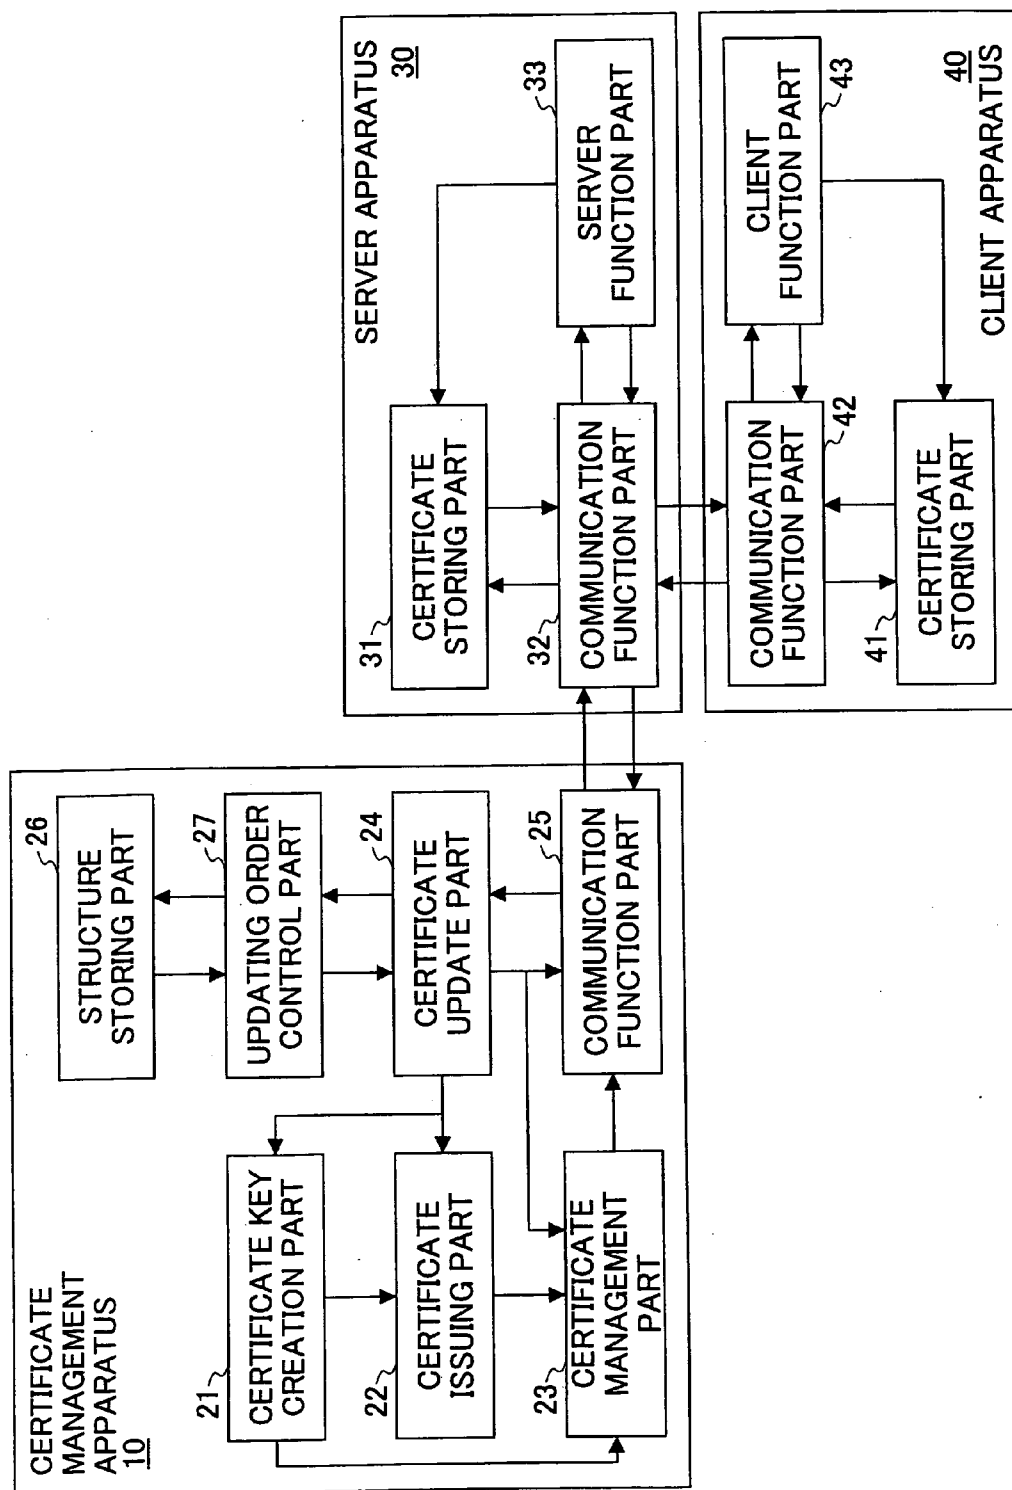 CERTIFICATE
MANAGEMENT
APPARATUS
10
21
CERTIFICATE KEY
CREATION PART
22
CERTIFICATE
ISSUING PART
23
CERTIFICATE
MANAGEMENT
PART
26
STRUCTURE
STORING PART
27
UPDATING ORDER
CONTROL PART
24
CERTIFICATE
UPDATE PART
25
COMMUNICATION
FUNCTION PART
SERVER APPARATUS
30
31
CERTIFICATE
STORING PART
32
COMMUNICATION
FUNCTION PART
33
SERVER
FUNCTION PART
COMMUNICATION
FUNCTION PART
42
CLIENT
FUNCTION PART
43
41
CERTIFICATE
STORING PART
40
CLIENT APPARATUS